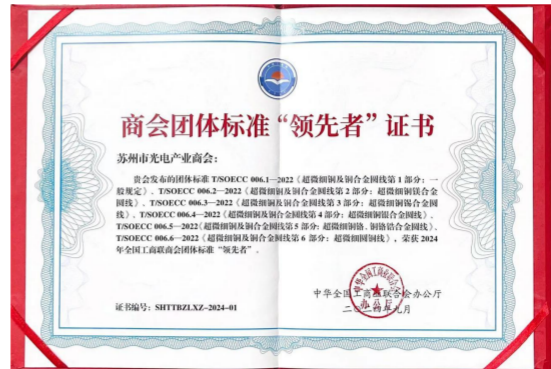 商会团体标准“领先者”证书
苏州市光电产业商会：
贵会发布的团体标准 T/SOECC 006.1—2022《超微细铜及铜合金圆线第 1 部分：一
般规定》、T/SOECC 006.2—2022《超微细铜及铜合金圆线第 2 部分：超微细铜镁合金
圆线》、T/SOECC 006.3—2022《超微细铜及铜合金圆线第 3 部分：超微细铜锡合金圆
线》、T/SOECC 006.4—2022《超微细铜及铜合金圆线第 4 部分：超微细铜银合金圆线》、
T/SOECC 006.5—2022《超微细铜及铜合金圆线第 5 部分：超微细铜铬、铜铬锆合金圆线》、
T/SOECC 006.6—2022《超微细铜及铜合金圆线第 6 部分：超微细圆铜线》，荣获 2024
年全国工商联商会团体标准“领先者”。
中华全国工商业联合会办公厅
证书编号：SHTTBZLXZ-2024-01
二〇二四年九月
办公厅